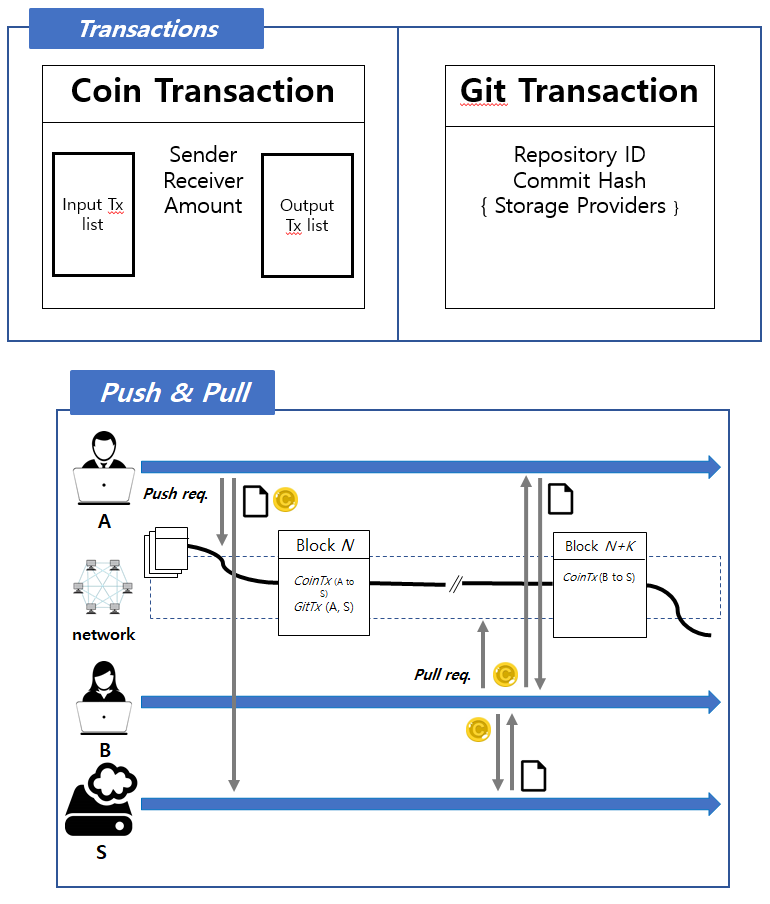 Transactions
Coin Transaction
Input Tx
list
Sender
Receiver
Amount
Output
Tx list
Git Transaction
Repository ID
Commit Hash
{ Storage Providers }
Push & Pull
A
Push req.
C
network
Block N
CoinTx (A to
S)
GitTx (A, S)
//
Block N+K
CoinTx(B to S)
Pull req.
C
B
C
S